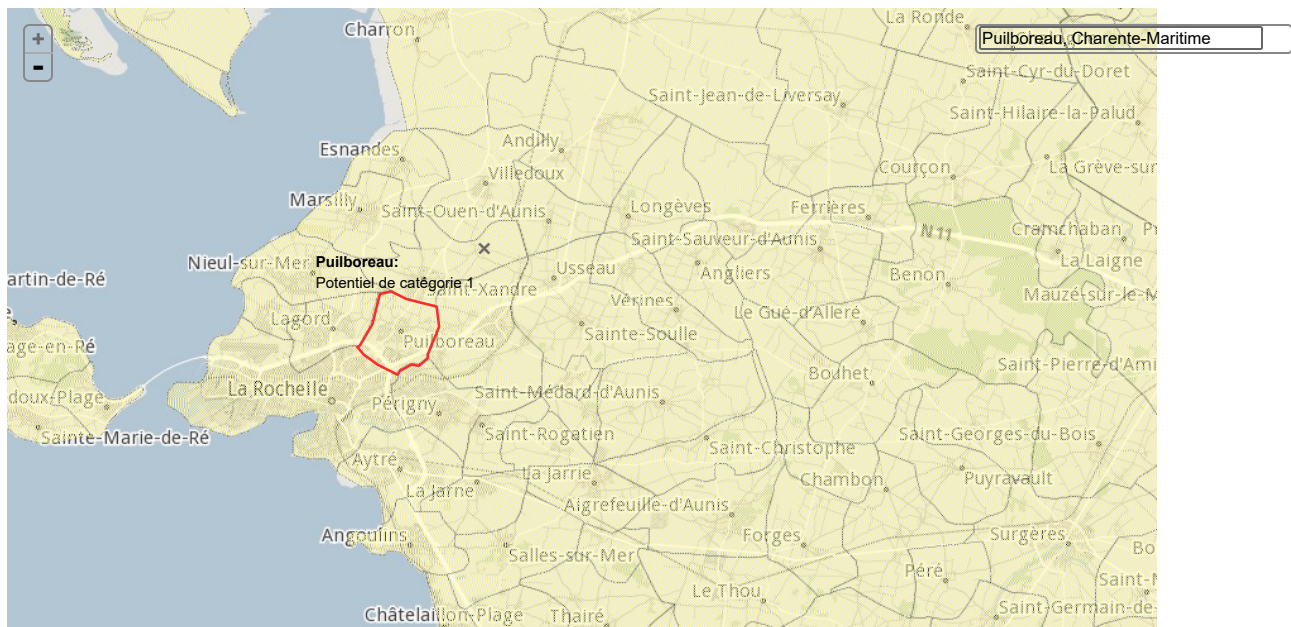 +
-
Puilboreau, Charente-Maritime
La Ronde
Charron
Saint-Cyr-du-Doret
Saint-Jean-de-Liversay
Saint-Hilaire-la-Palud
Andilly
Esnandes
Courçon
La Grève-sur
Villedoux
Marsilly
Saint-Ouen-d'Aunis
Longèves
Ferrières
N 11
Cramchaban
Saint-Sauveur-d'Aunis
Nieul-sur-Mer
Puilboreau:
Potentiel de catégorie 1
La Laigne
Usseau
Angliers
Benon
artin-de-Ré
Saint-Xandre
Vérines
Mauzé-sur-le-M
Le Gué-d'Alleré
Lagord
Puilboreau
Sainte-Soulle
age-en-Ré
Saint-Pierre-d'Ami
Bouhet
La Rochelle
doux-Plage
Périgny
Saint-Médard-d'Aunis
Sainte-Marie-de-Ré
Saint-Rogatien
Saint-Christophe
Saint-Georges-du-Bois
Aytré
La Jarrie
Chambon
Puyravault
La Jarne
Aigrefeuille-d'Aunis
Angoulins
Forges
Surgères
Salles-sur-Mer
Bo
Péré
Saint-
Le Thou
Châtelaillon-Plage
Thairé
Saint-Germain-de-